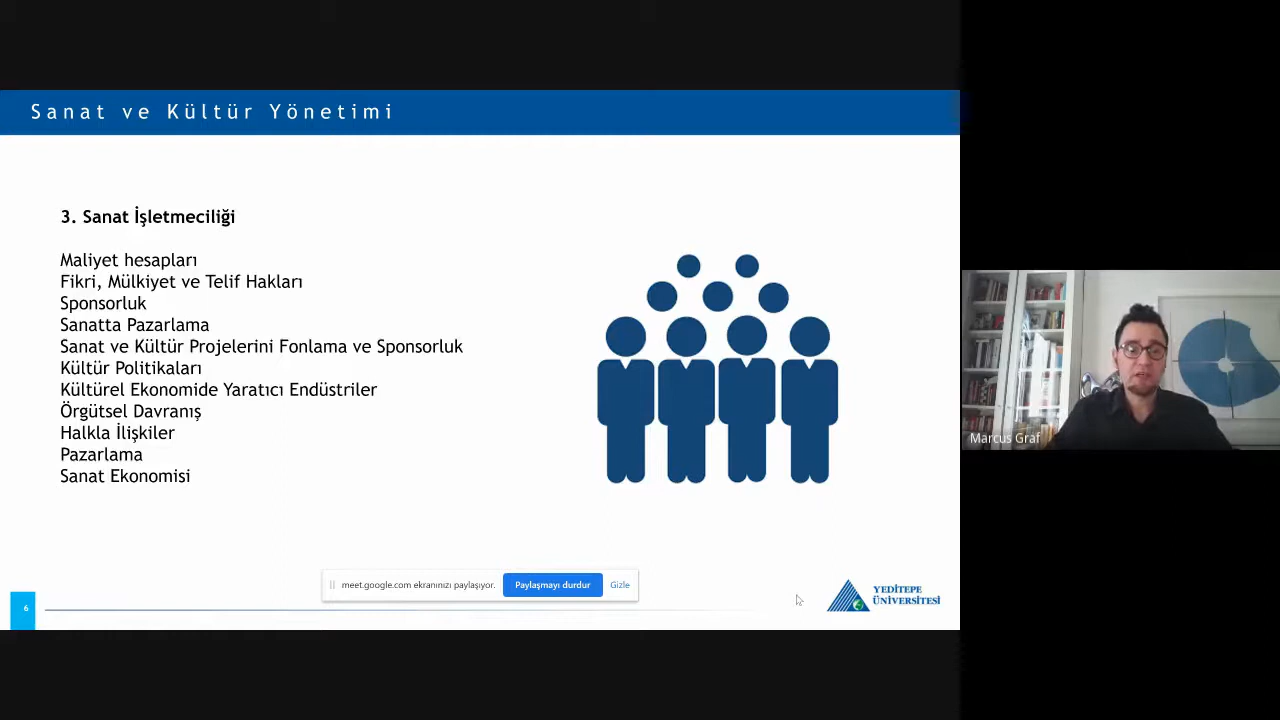 Sanat ve Kültür Yönetimi
3. Sanat İşletmeciliği
Maliyet hesapları
Fikri, Mülkiyet ve Telif Hakları
Sponsorluk
Sanatta Pazarlama
Sanat ve Kültür Projelerini Fonlama ve Sponsorluk
Kültür Politikaları
Kültürel Ekonomide Yaratıcı Endüstriler
Örgütsel Davranış
Halkla İlişkiler
Pazarlama
Sanat Ekonomisi
Marcus Graf
meet.google.com ekranınızı paylaşıyor. Paylaşmayı durdur Gizle
6
YEDİTEPE
ÜNİVERSİTESİ